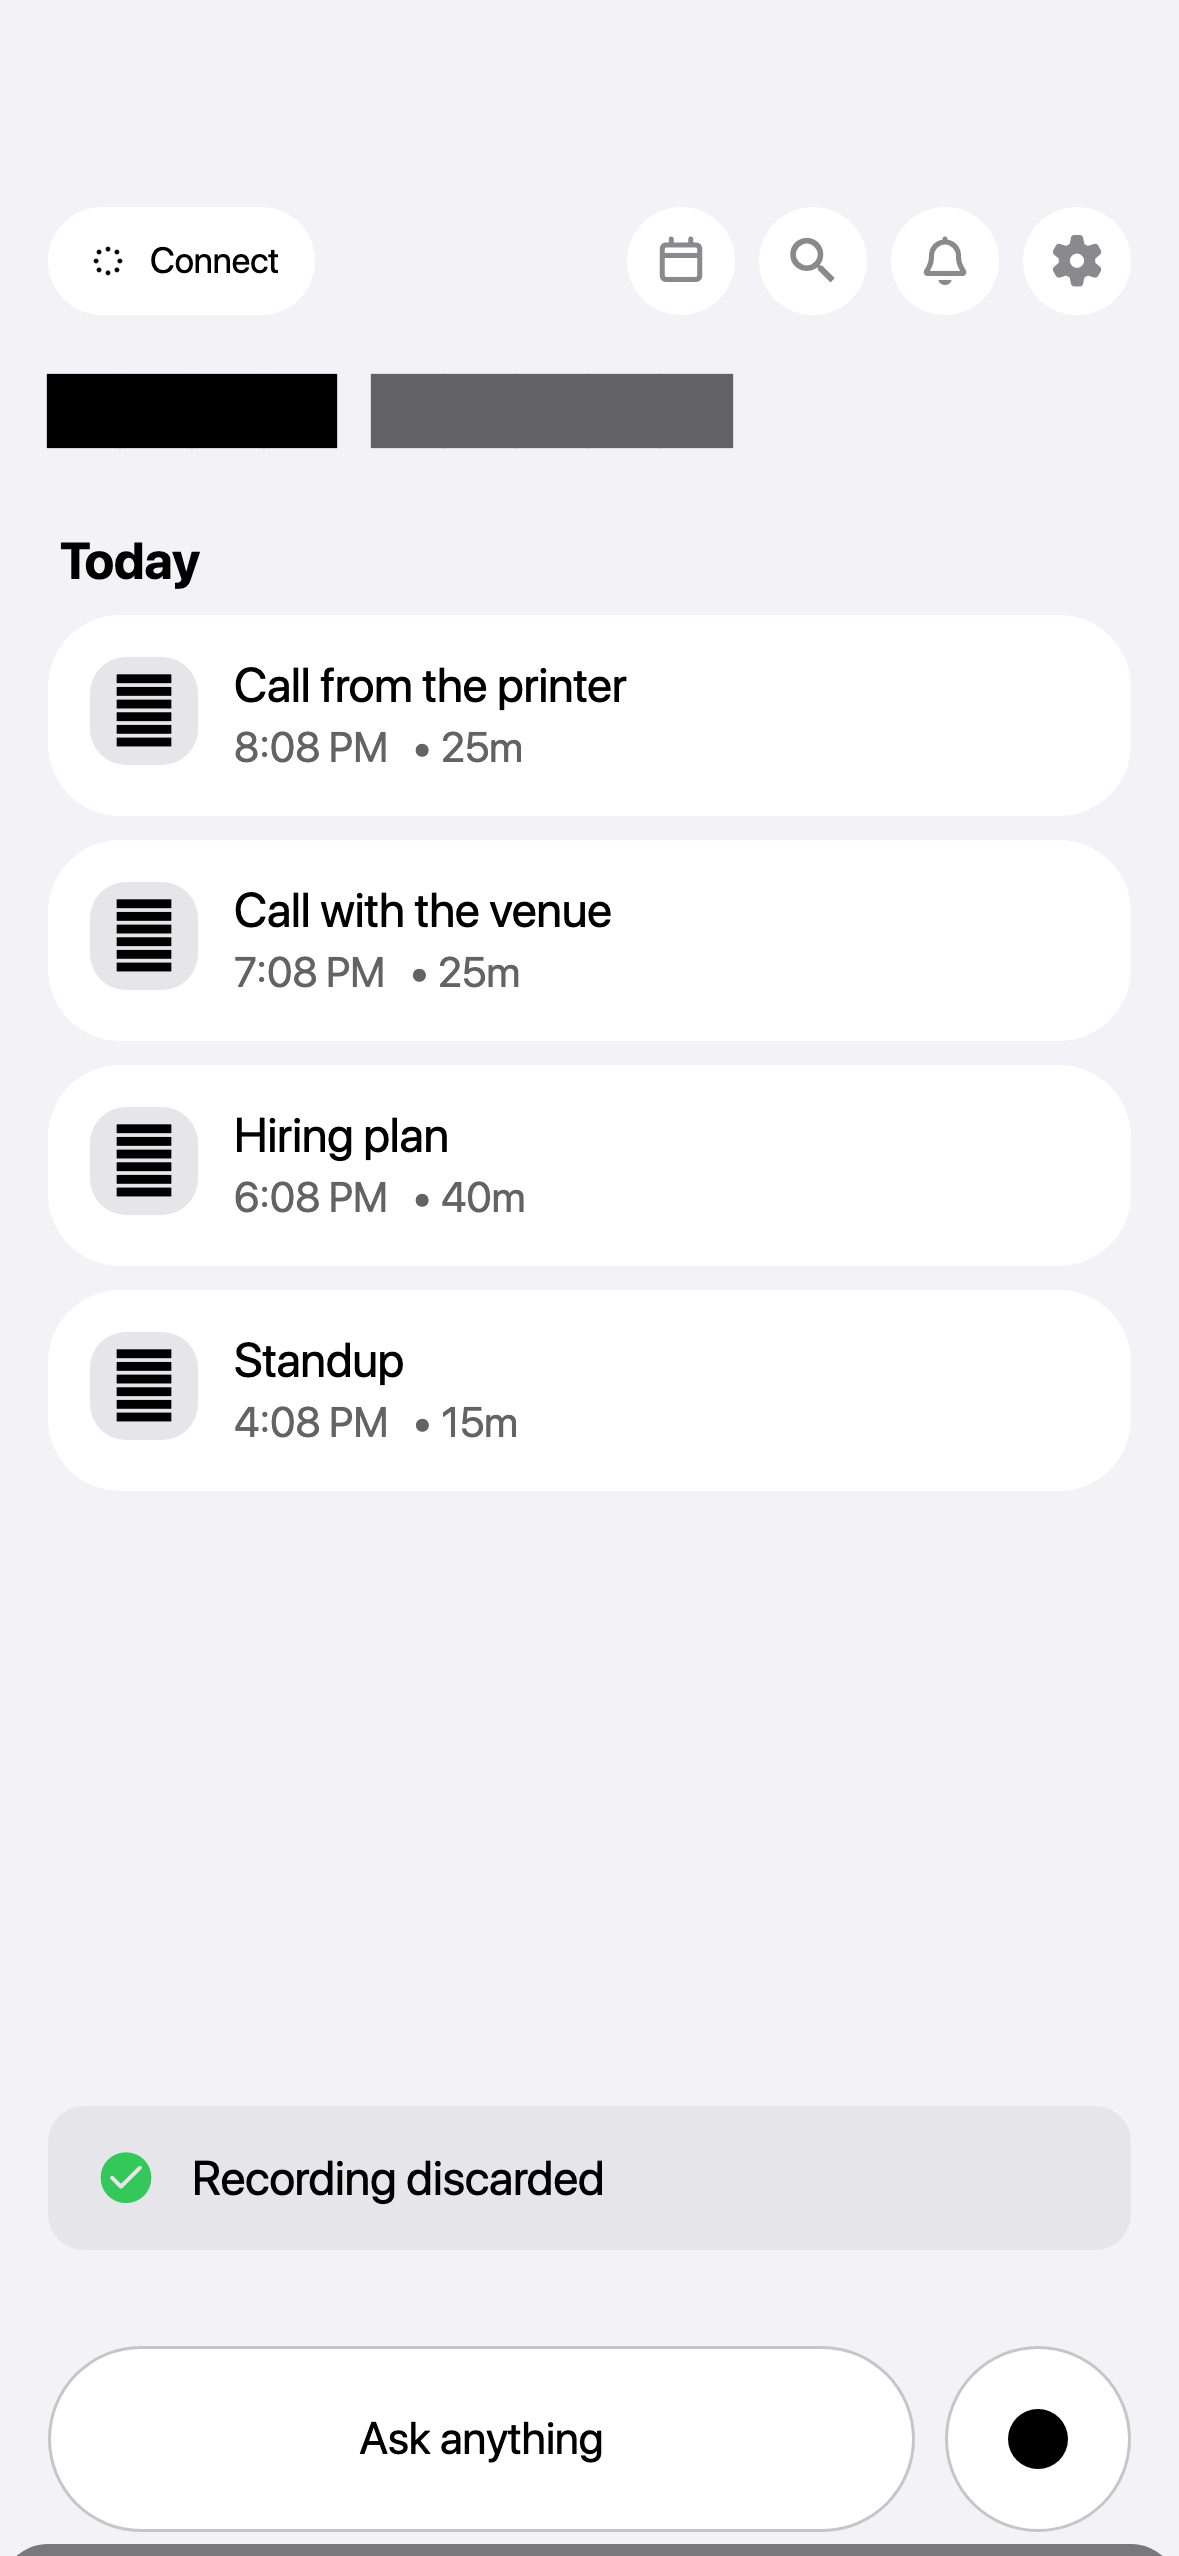 Connect
Today
Call from the printer
8:08 PM • 25m
Call with the venue
7:08 PM • 25m
Hiring plan
6:08 PM • 40m
Standup
4:08 PM • 15m
Recording discarded
Ask anything